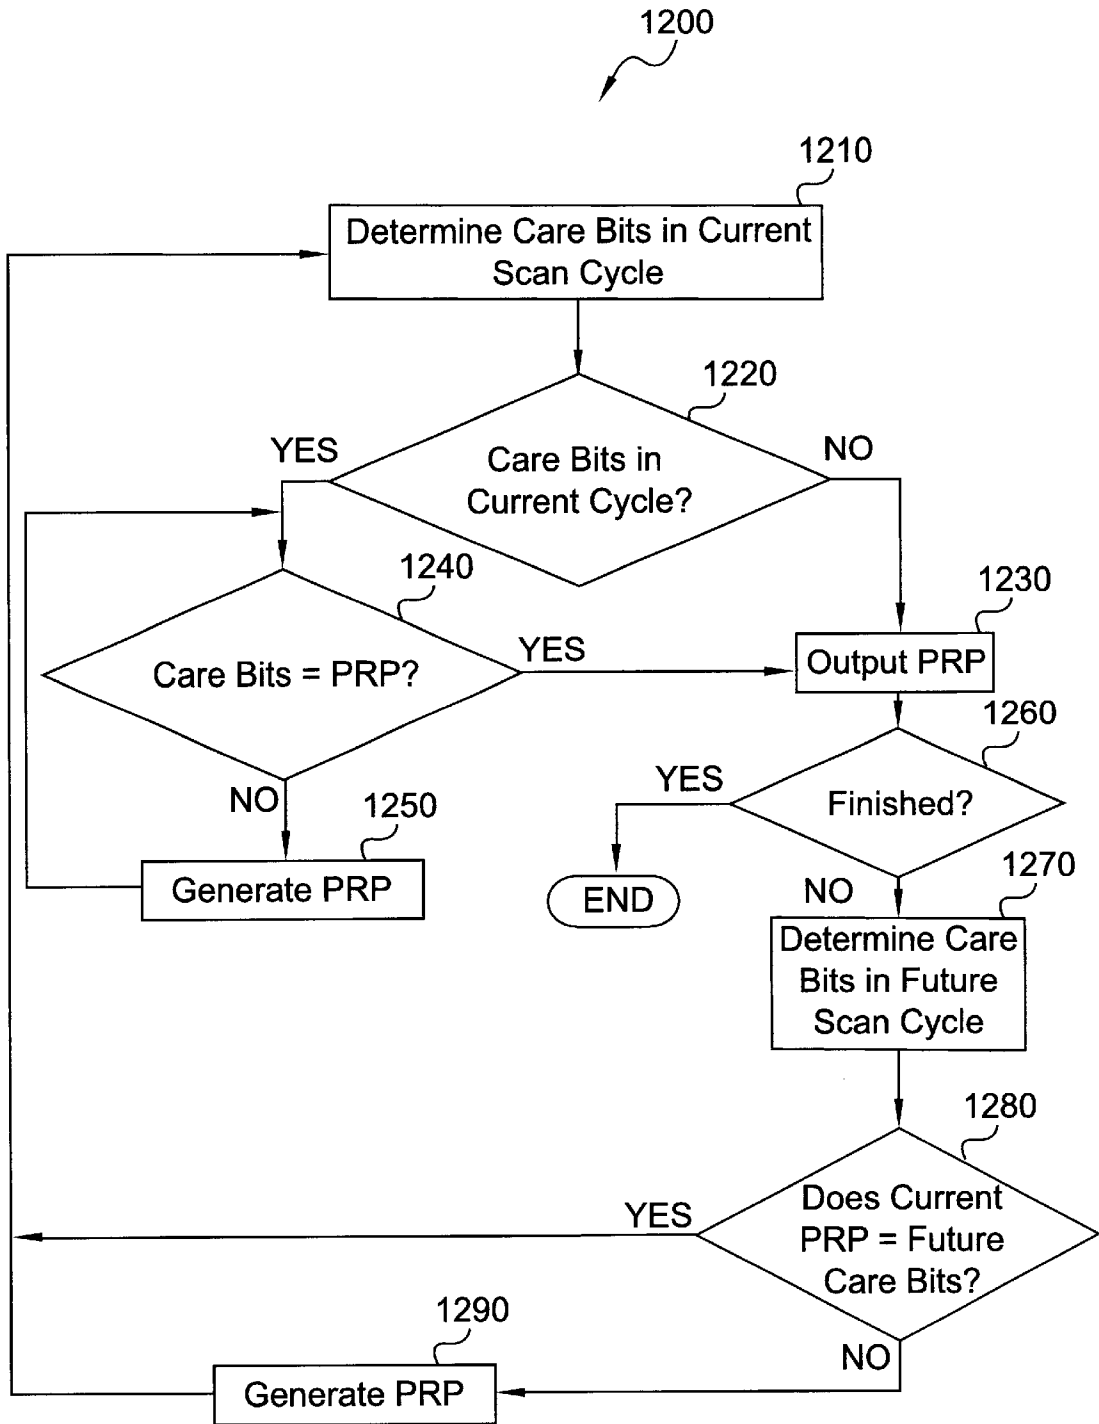 1200
1210
Determine Care Bits in Current
Scan Cycle
1220
YES
NO
Care Bits in
Current Cycle?
1240
1230
Care Bits = PRP?
YES
Output PRP
1260
NO
YES
Finished?
1250
Generate PRP
END
NO
1270
Determine Care
Bits in Future
Scan Cycle
1280
YES
Does Current
PRP = Future
Care Bits?
1290
NO
Generate PRP